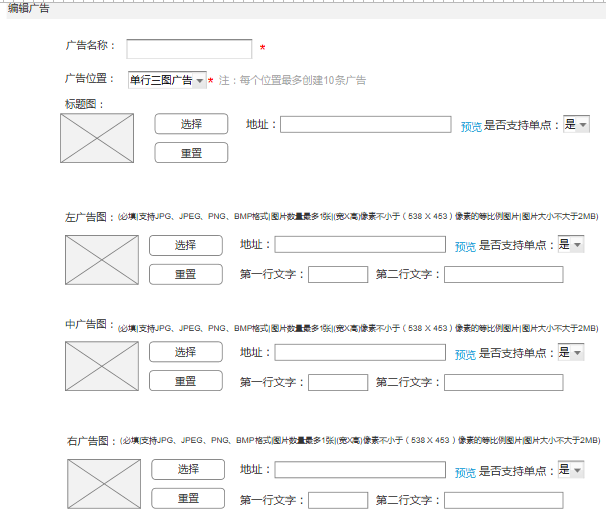 编辑广告
广告名称： *
广告位置： 单行三图广告 * 注：每个位置最多创建10条广告
标题图：
选择 地址： 预览 是否支持单点： 是
重置
左广告图： (必填|支持JPG、JPEG、PNG、BMP格式|图片数量最多1张|(宽X高)像素不小于（538 X 453）像素的等比例图片|图片大小不大于2MB)
选择 地址： 预览 是否支持单点： 是
重置 第一行文字： 第二行文字：
中广告图： (必填|支持JPG、JPEG、PNG、BMP格式|图片数量最多1张|(宽X高)像素不小于（538 X 453）像素的等比例图片|图片大小不大于2MB)
选择 地址： 预览 是否支持单点： 是
重置 第一行文字： 第二行文字：
右广告图： (必填|支持JPG、JPEG、PNG、BMP格式|图片数量最多1张|(宽X高)像素不小于（538 X 453）像素的等比例图片|图片大小不大于2MB)
选择 地址： 预览 是否支持单点： 是
重置 第一行文字： 第二行文字：